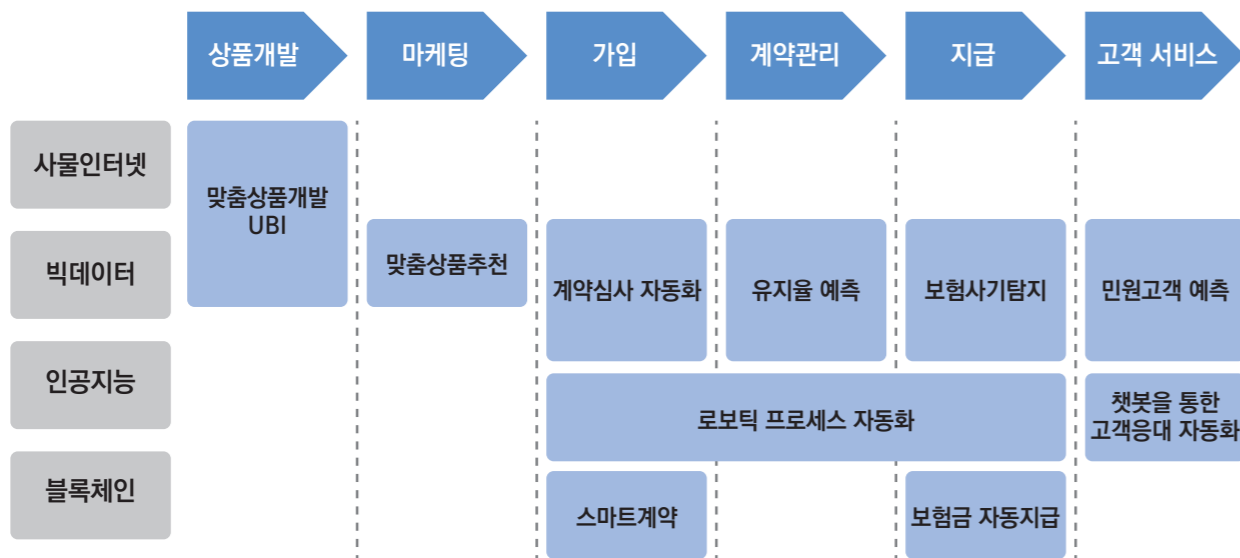 상품개발
마케팅
가입
계약관리
지급
고객 서비스
사물인터넷
맞춤상품개발
UBI
빅데이터
맞춤상품추천
계약심사 자동화
유지율 예측
보험사기탐지
민원고객 예측
인공지능
로보틱 프로세스 자동화
챗봇을 통한
고객응대 자동화
블록체인
스마트계약
보험금 자동지급